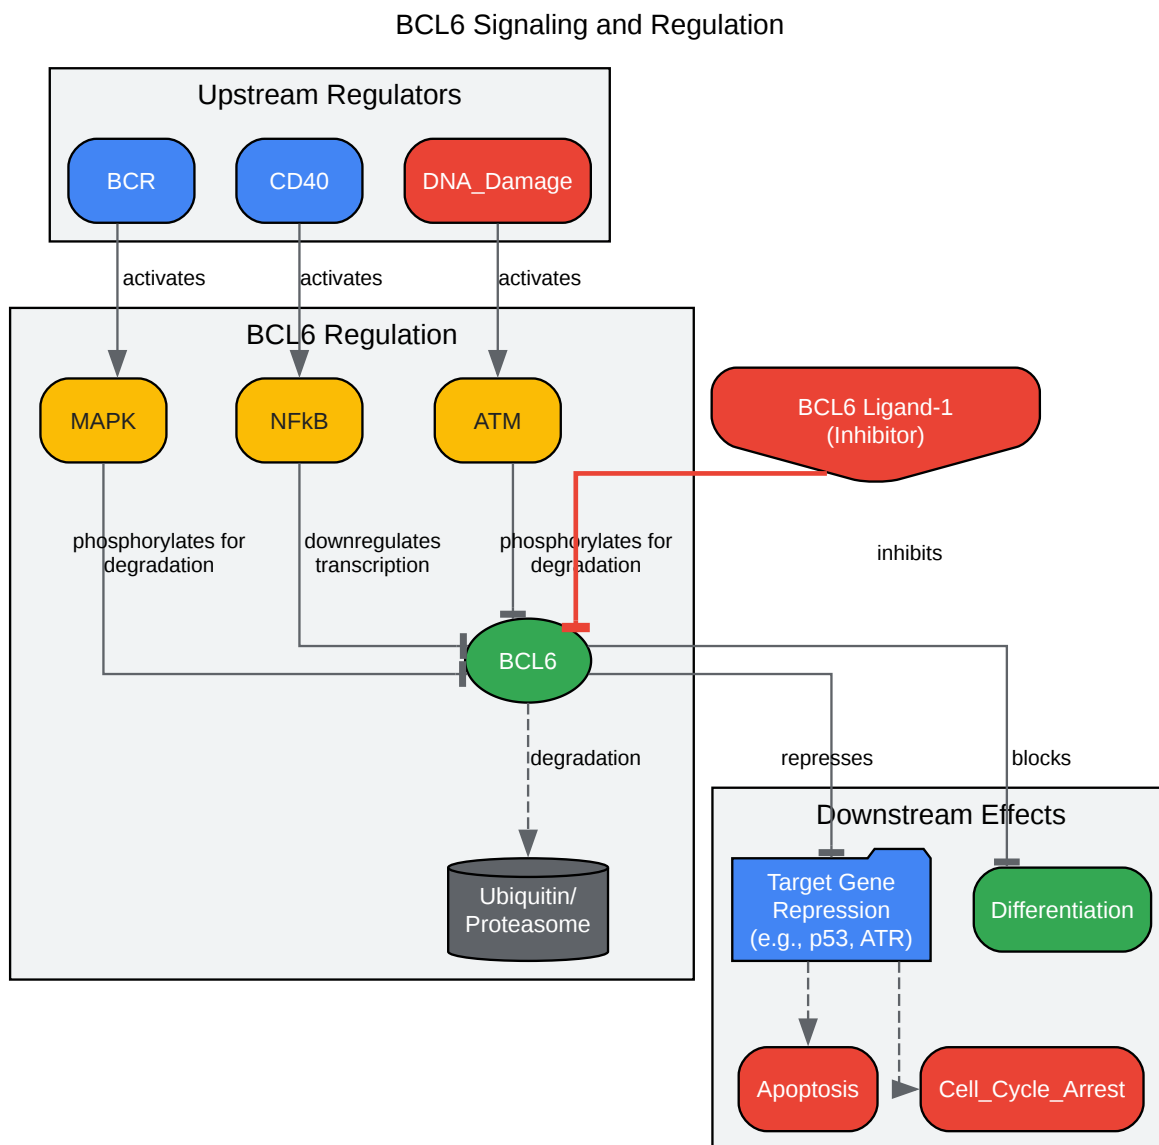 BCL6 Signaling and Regulation
Upstream Regulators
BCR
CD40
DNA_Damage
activates
activates
activates
BCL6 Regulation
MAPK
NFkB
ATM
BCL6 Ligand-1
(Inhibitor)
phosphorylates for
degradation
downregulates
transcription
phosphorylates for
degradation
inhibits
BCL6
degradation
represses
blocks
Downstream Effects
Ubiquitin/
Proteasome
Target Gene
Repression
(e.g., p53, ATR)
Differentiation
Apoptosis
Cell_Cycle_Arrest